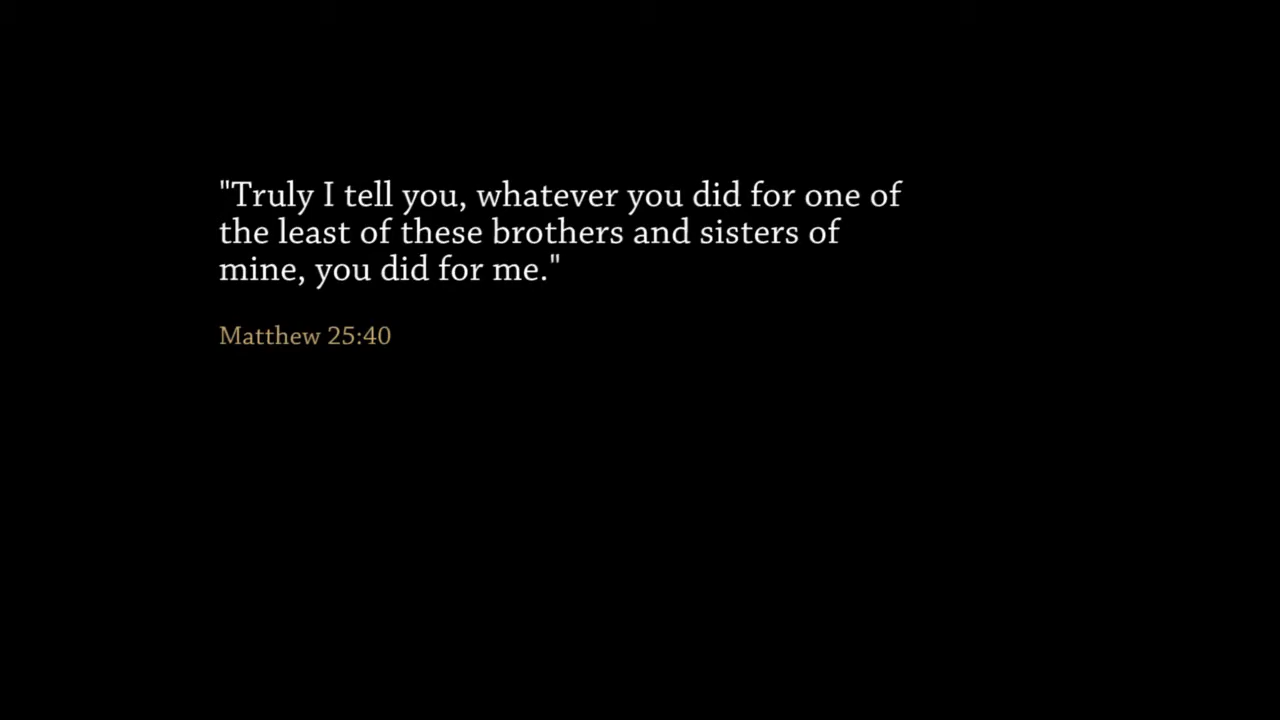 "Truly I tell you, whatever you did for one of
the least of these brothers and sisters of
mine, you did for me."
Matthew 25:40